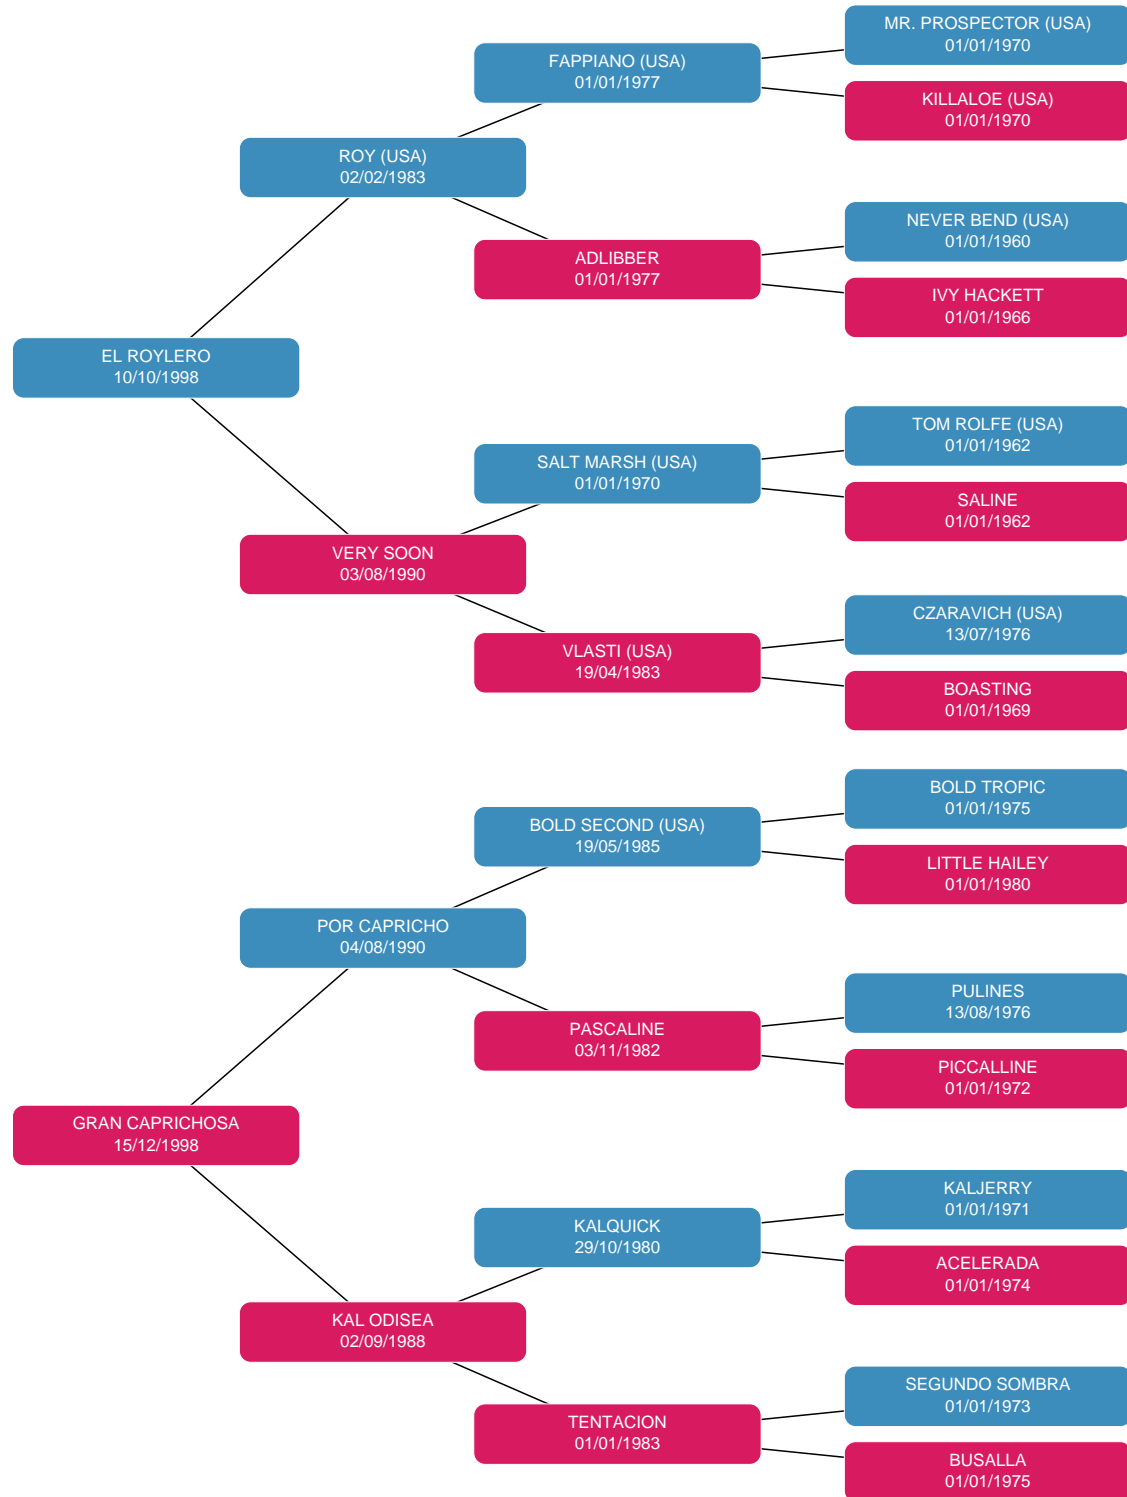 MR. PROSPECTOR (USA)
01/01/1970
FAPPIANO (USA)
01/01/1977
KILLALOE (USA)
01/01/1970
ROY (USA)
02/02/1983
NEVER BEND (USA)
01/01/1960
ADLIBBER
01/01/1977
IVY HACKETT
01/01/1966
EL ROYLERO
10/10/1998
TOM ROLFE (USA)
01/01/1962
SALT MARSH (USA)
01/01/1970
SALINE
01/01/1962
VERY SOON
03/08/1990
CZARAVICH (USA)
13/07/1976
VLASTI (USA)
19/04/1983
BOASTING
01/01/1969
BOLD TROPIC
01/01/1975
BOLD SECOND (USA)
19/05/1985
LITTLE HAILEY
01/01/1980
POR CAPRICHO
04/08/1990
PULINES
13/08/1976
PASCALINE
03/11/1982
PICCALLINE
01/01/1972
GRAN CAPRICHOSA
15/12/1998
KALJERRY
01/01/1971
KALQUICK
29/10/1980
ACELERADA
01/01/1974
KAL ODISEA
02/09/1988
SEGUNDO SOMBRA
01/01/1973
TENTACION
01/01/1983
BUSALLA
01/01/1975